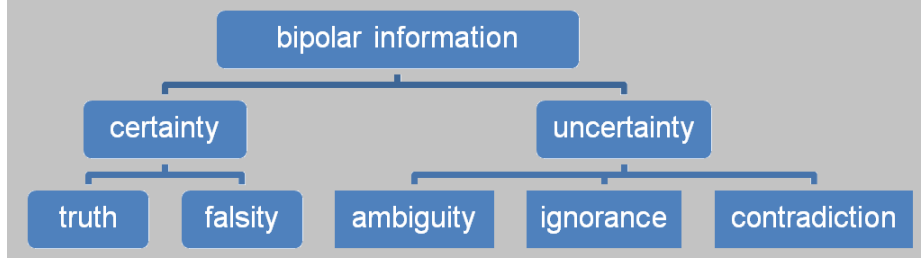 bipolar information
certainty
uncertainty
truth
falsity
ambiguity
ignorance
contradiction